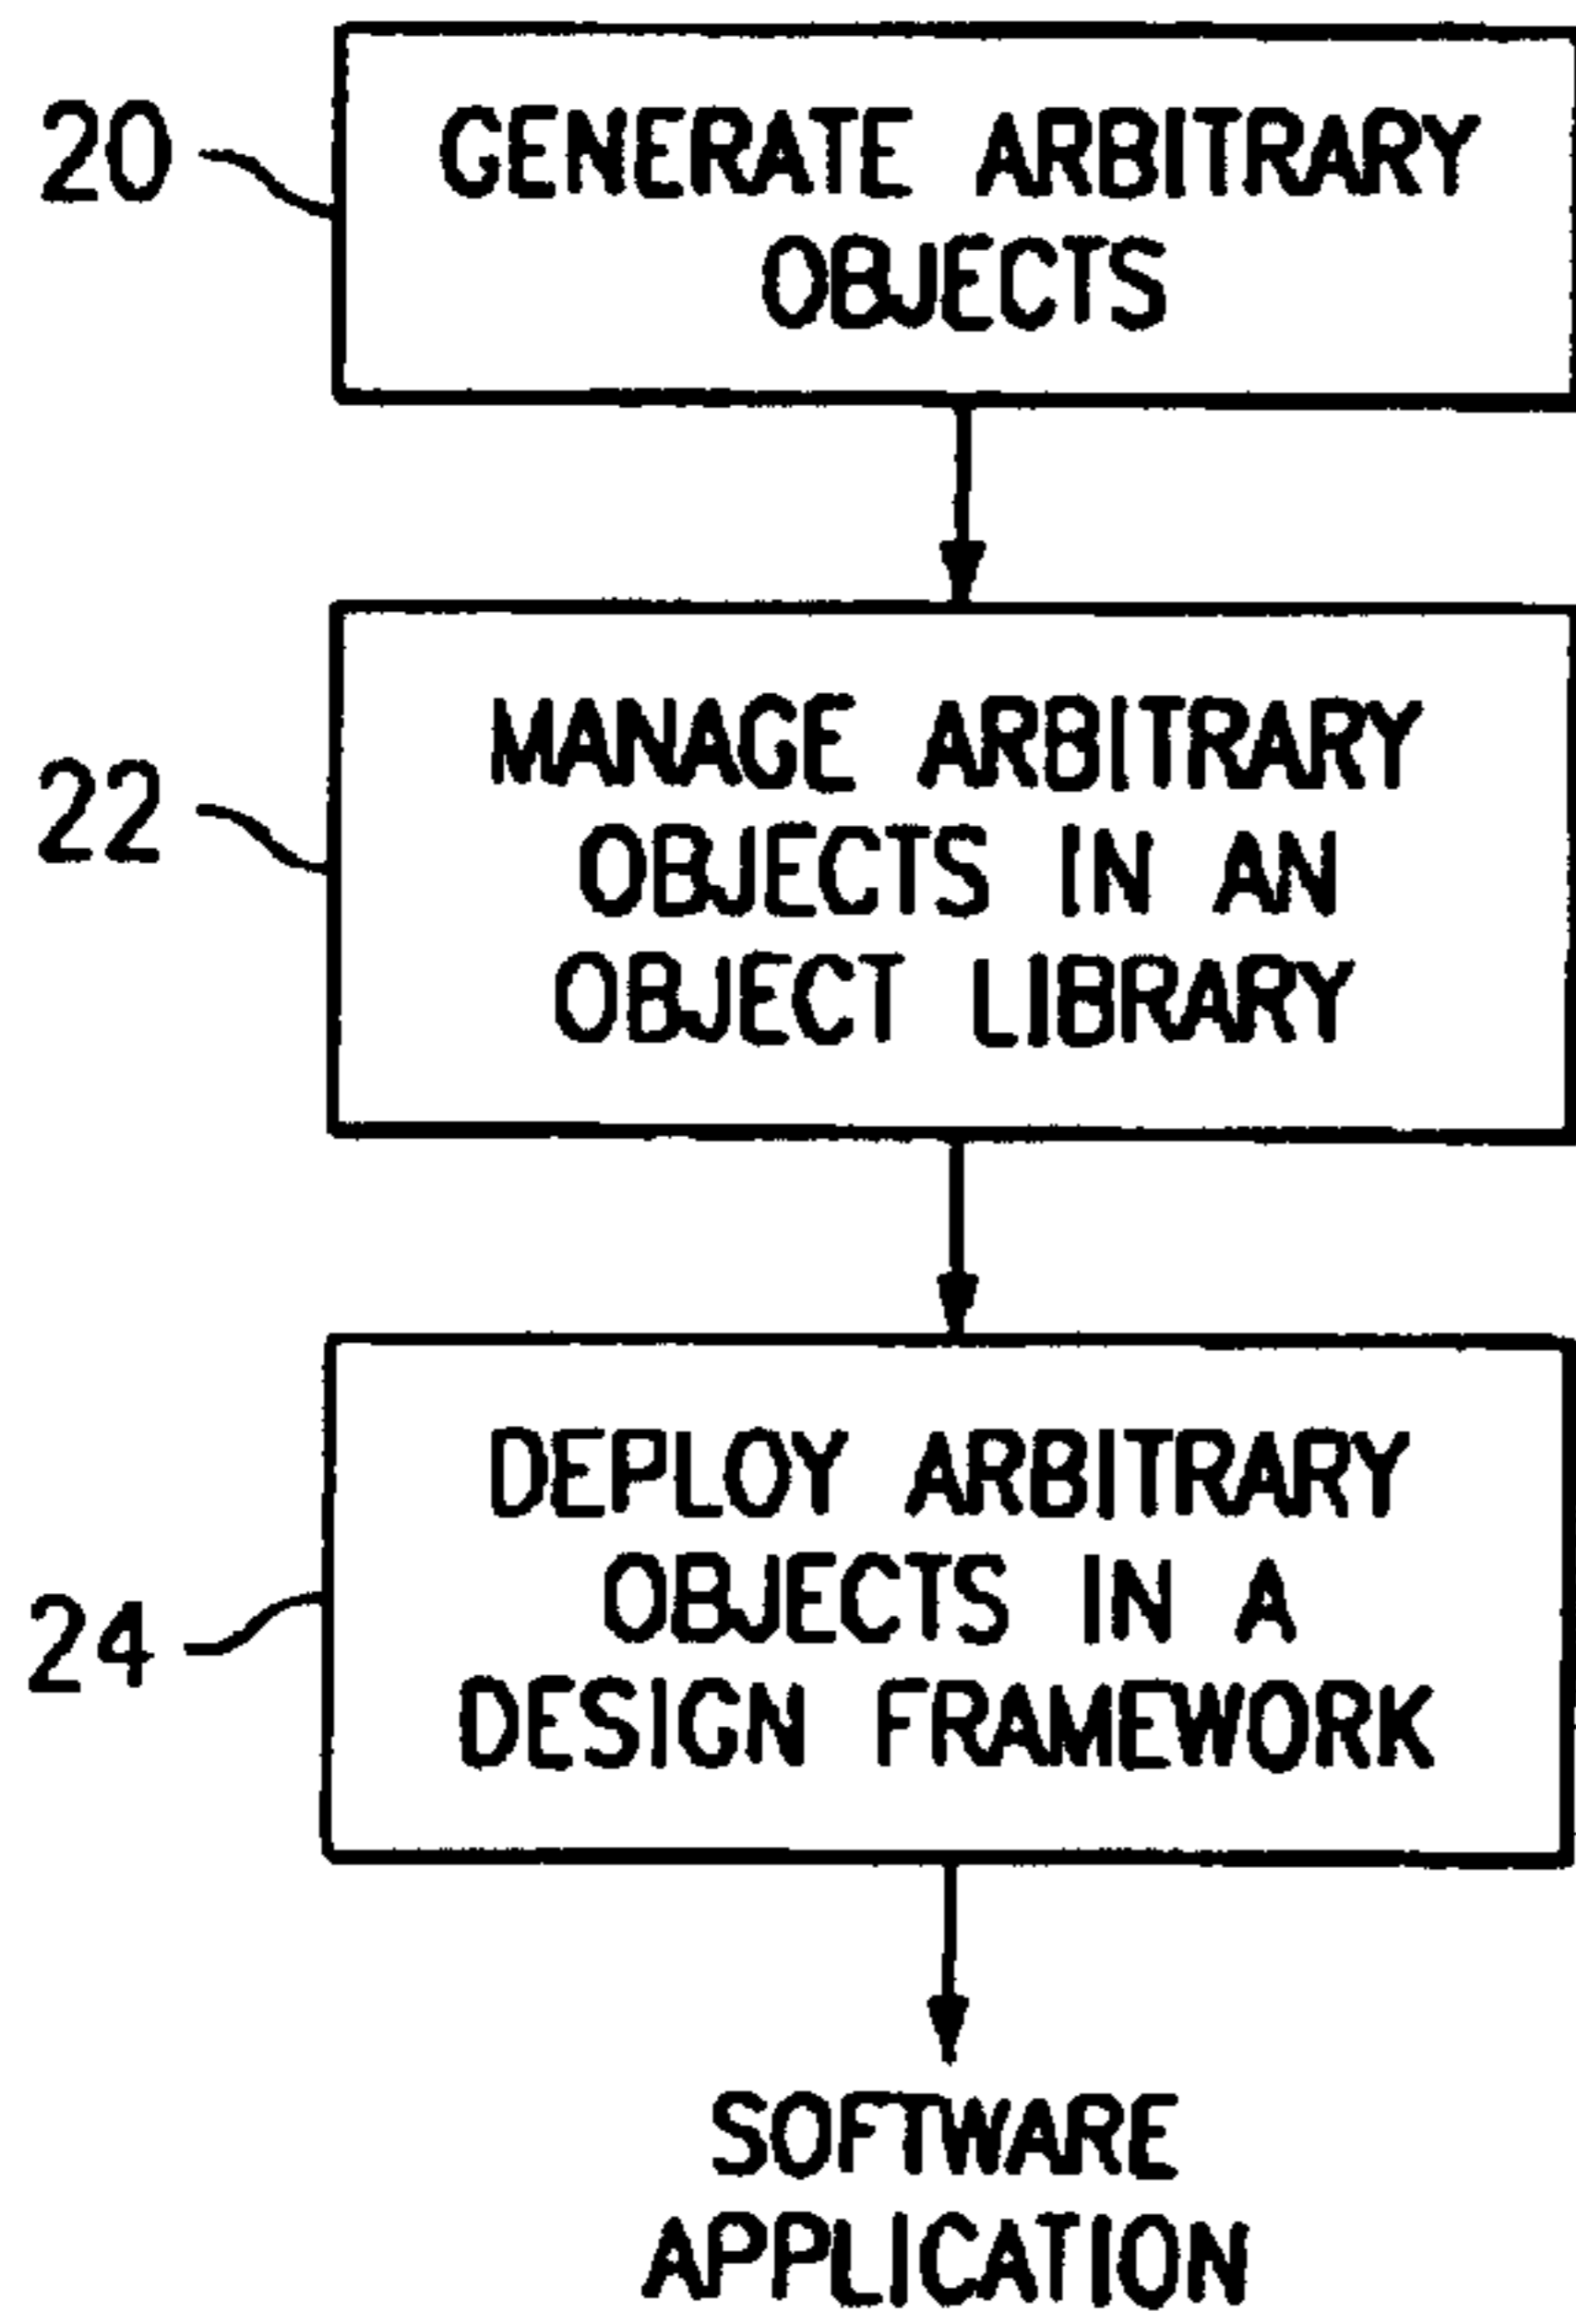 20
GENERATE ARBITRARY
OBJECTS
22
MANAGE ARBITRARY
OBJECTS IN AN
OBJECT LIBRARY
24
DEPLOY ARBITRARY
OBJECTS IN A
DESIGN FRAMEWORK
SOFTWARE
APPLICATION